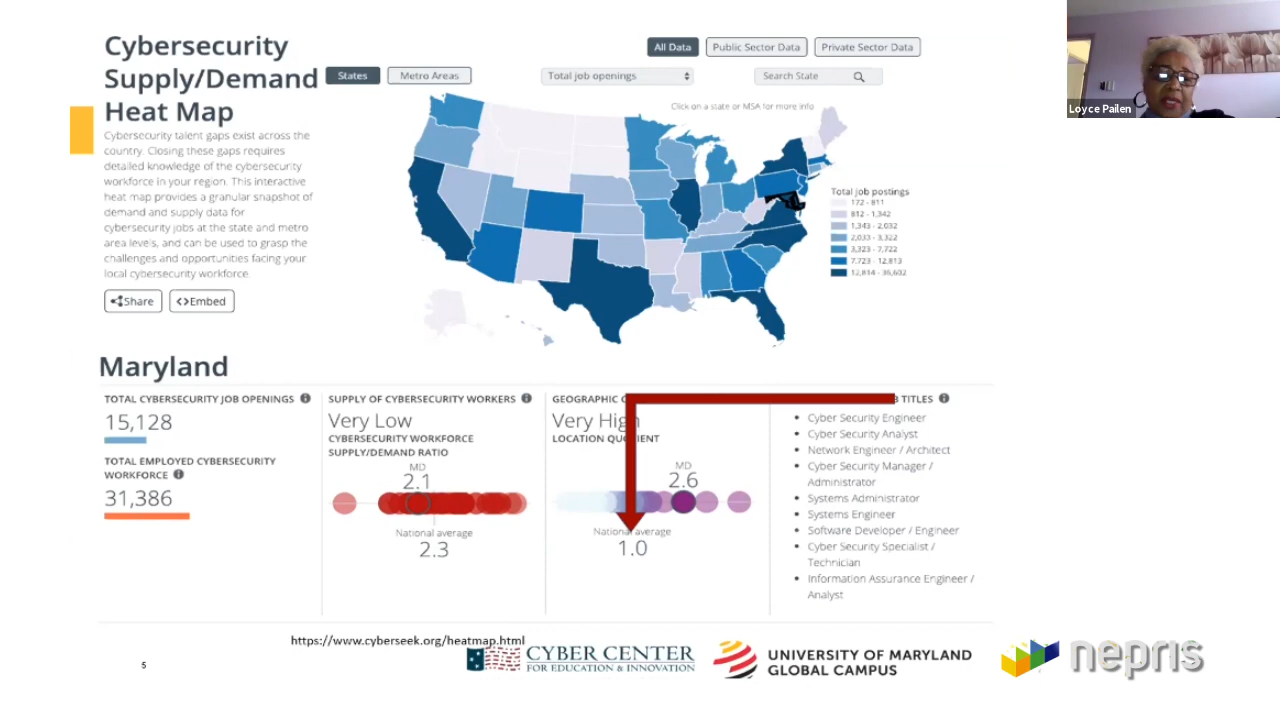 Cybersecurity
Supply/Demand
Heat Map
Cybersecurity talent gaps exist across the
country. Closing these gaps requires
detailed knowledge of the cybersecurity
workforce in your region. This interactive
heat map provides a granular snapshot of
demand and supply data for
cybersecurity jobs at the state and metro
area levels, and can be used to grasp the
challenges and opportunities facing your
local cybersecurity workforce.
Share
<>Embed
States
Metro Areas
All Data
Public Sector Data
Private Sector Data
Total job openings
Search State
Click on a state or MSA for more info
Total job postings
172 - 811
812 - 1,342
1,343 - 2,032
2,033 - 3,322
3,323 - 7,722
7,723 - 12,813
12,814 - 36,602
Loyce Pailen
Maryland
TOTAL CYBERSECURITY JOB OPENINGS
15,128
TOTAL EMPLOYED CYBERSECURITY
WORKFORCE
31,386
SUPPLY OF CYBERSECURITY WORKERS
Very Low
CYBERSECURITY WORKFORCE
SUPPLY/DEMAND RATIO
MD
2.1
National average
2.3
GEOGRAPHIC
Very High
LOCATION QUOTIENT
MD
2.6
National average
1.0
TITLES
Cyber Security Engineer
Cyber Security Analyst
Network Engineer / Architect
Cyber Security Manager /
Administrator
Systems Administrator
Systems Engineer
Software Developer / Engineer
Cyber Security Specialist /
Technician
Information Assurance Engineer /
Analyst
https://www.cyberseek.org/heatmap.html
5
CYBER CENTER
FOR EDUCATION & INNOVATION
UNIVERSITY OF MARYLAND
GLOBAL CAMPUS
nepris